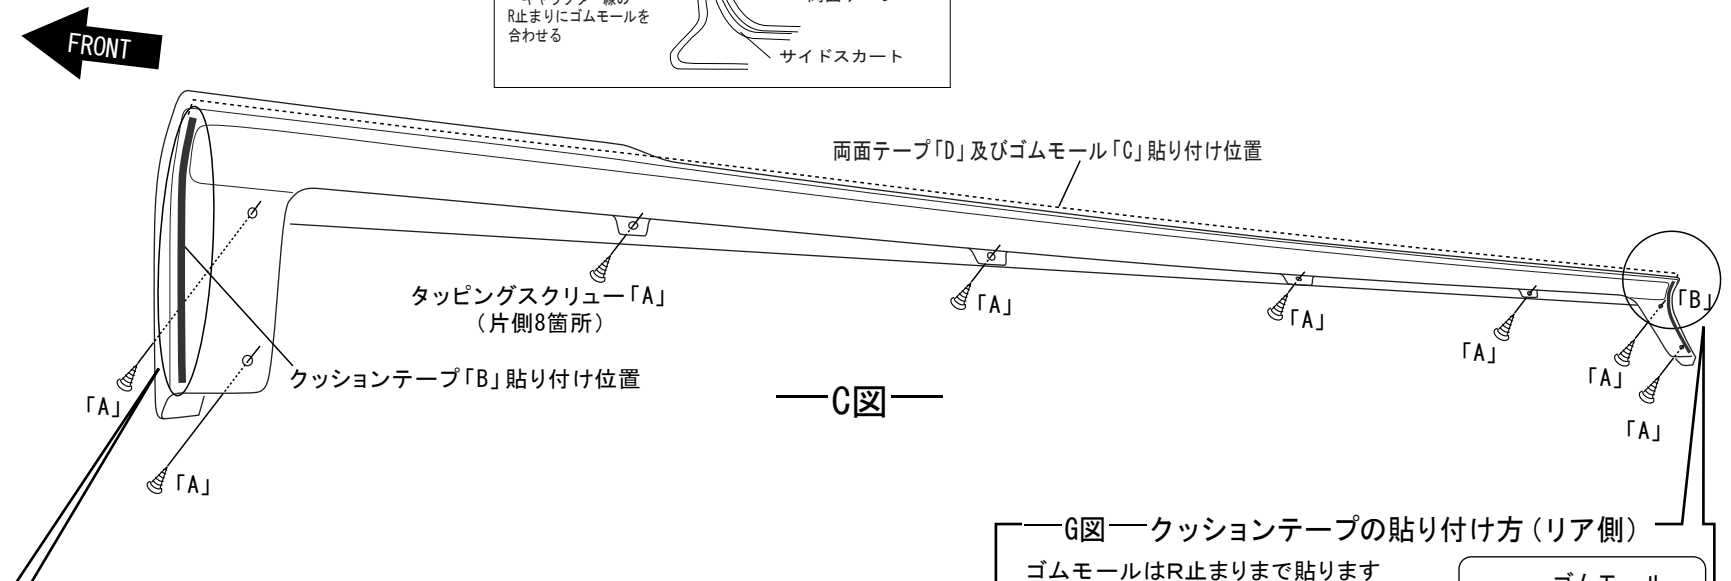 R止まりにゴムモールを
合わせる
サイドスカート
FRONT
両面テープ「D」及びゴムモール「C」貼り付け位置
「B」
タッピングスクリュー「A」
（片側8箇所）
「A」
「A」
「A」
「A」
クッションテープ「B」貼り付け位置
「A」
「A」
「A」
C図
G図 クッションテープの貼り付け方（リア側）
ゴムモールはR止まりまで貼ります
ゴムモール